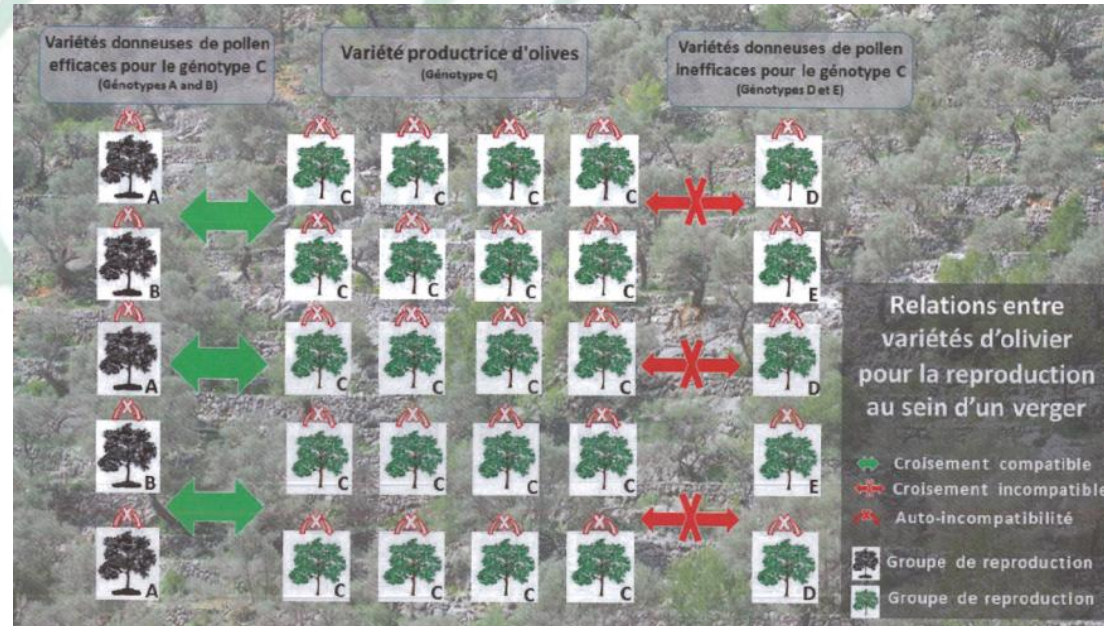 Variétés donneuses de pollen
efficaces pour le génotype C
(Génotypes A and B)
Variété productrice d'olives
(Génotype C)
Variétés donneuses de pollen
inefficaces pour le génotype C
(Génotypes D et E)
A
C
C
C
C
D
B
C
C
C
C
E
A
C
C
C
C
D
B
C
C
C
C
E
A
C
C
C
C
D
Relations entre
variétés d'olivier
pour la reproduction
au sein d'un verger
Croisement compatible
Croisement incompatible
Auto-incompatibilité
Groupe de reproduction
Groupe de reproduction